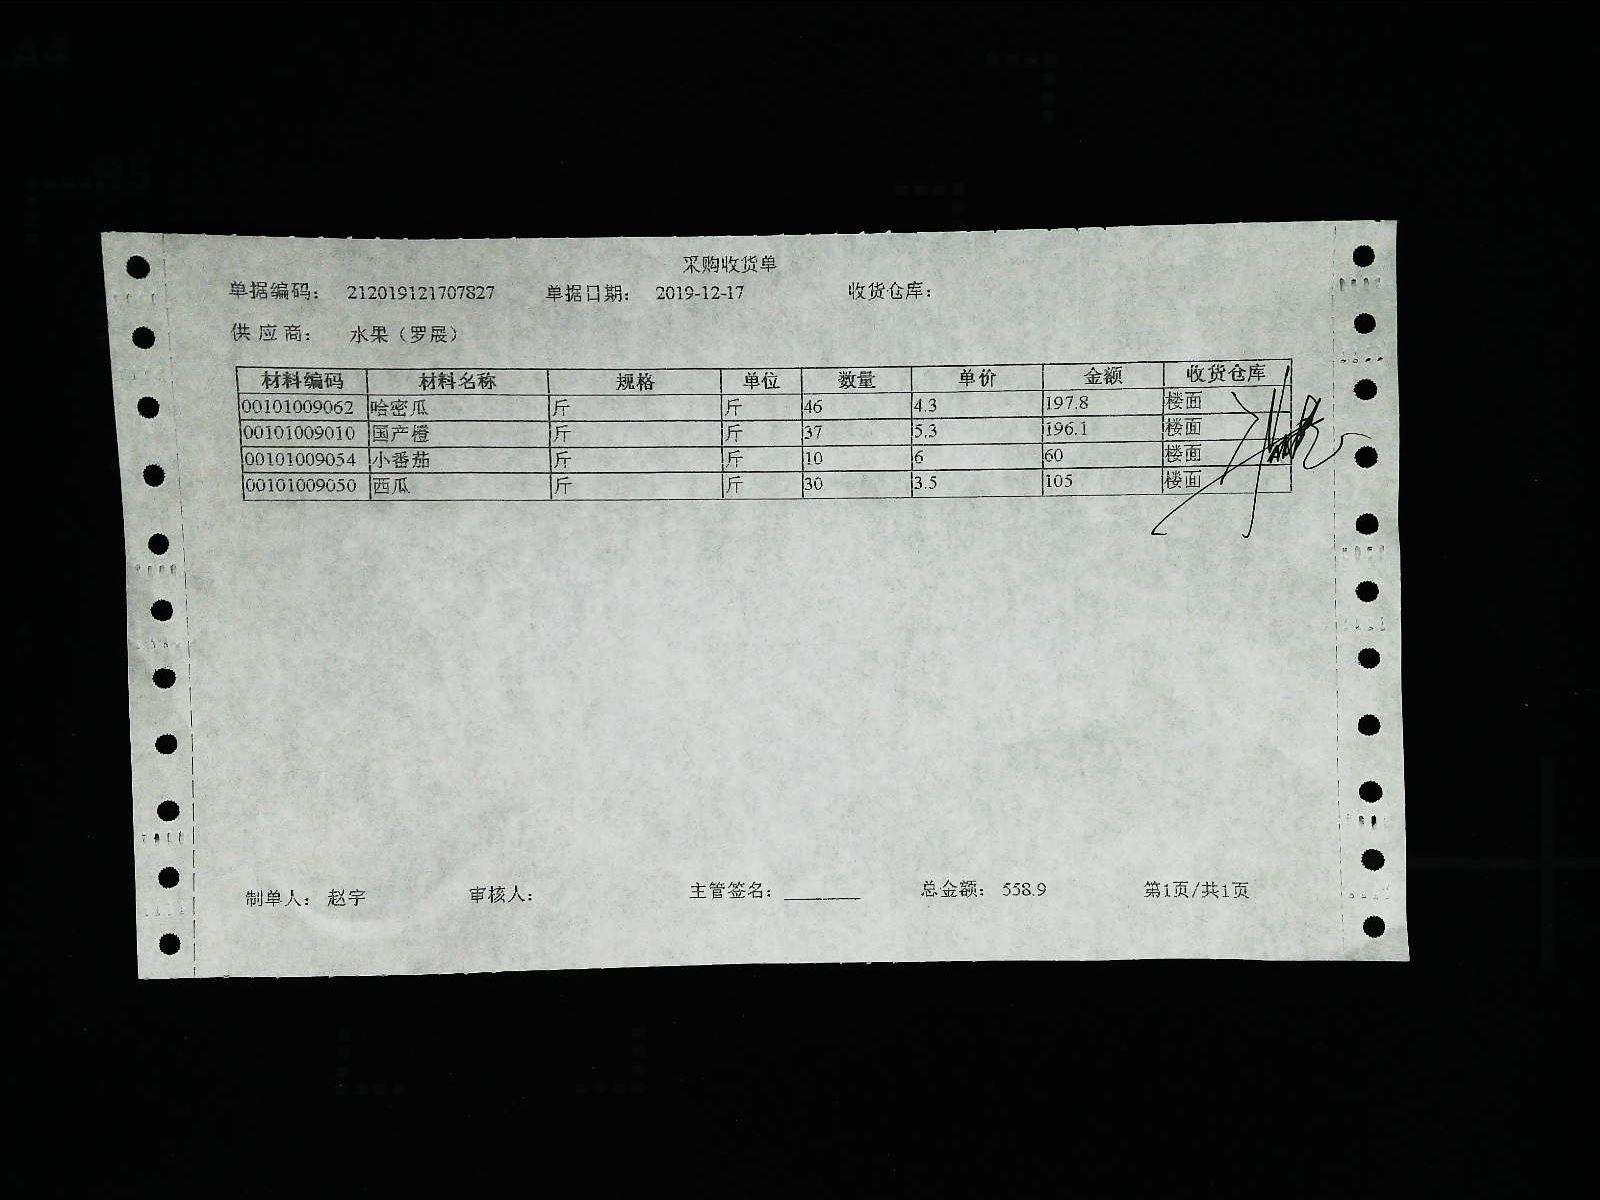 采购收货单
单据编码： 212019121707827 单据日期： 2019-12-17 收货仓库：
供应商： 水果（罗展）
材料编码 材料名称 规格 单位 数量 单价 金额 收货仓库
00101009062 哈密瓜 斤 斤 46 4.3 197.8 楼面
00101009010 国产橙 斤 斤 37 5.3 196.1 楼面
00101009054 小番茄 斤 斤 10 6 60 楼面
00101009050 西瓜 斤 斤 30 3.5 105 楼面
制单人： 赵宇 审核人： 主管签名： 总金额： 558.9 第1页/共1页